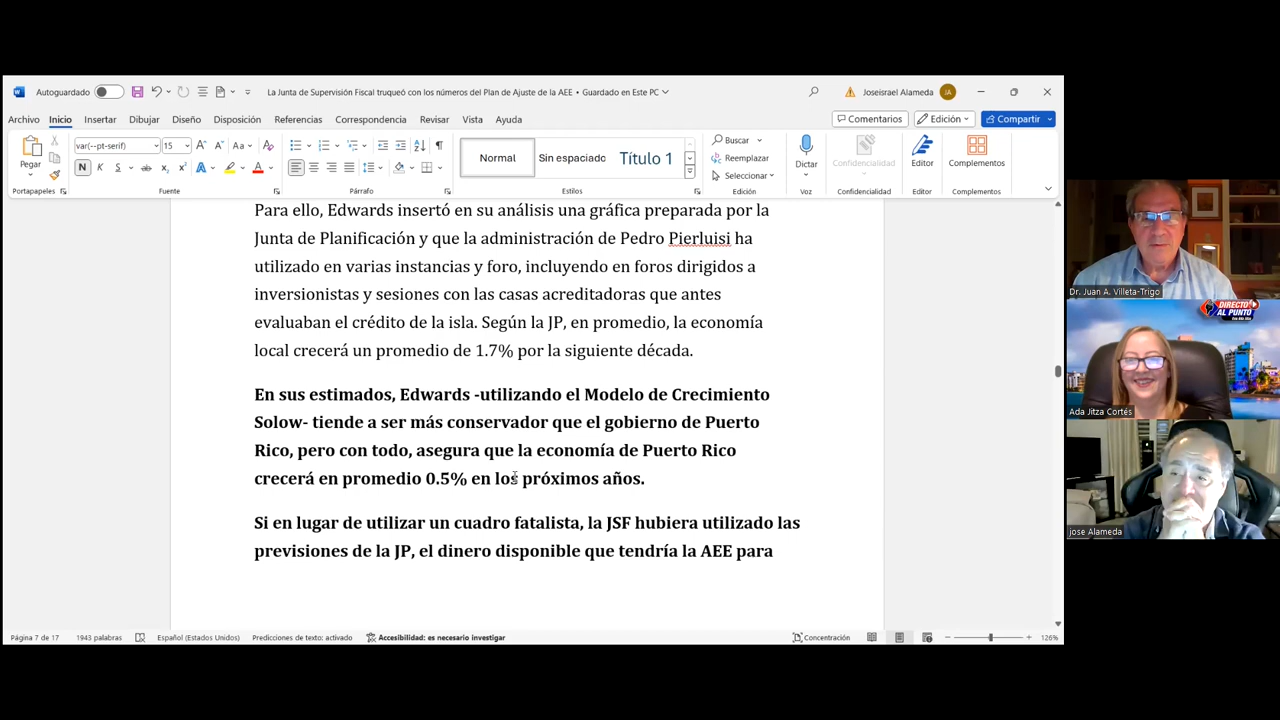 Autoguardado
La Junta de Supervisión Fiscal truqueó con los números del Plan de Ajuste de la AEE • Guardado en Este PC
Joseisrael Alameda
JA
Archivo Inicio Insertar Dibujar Diseño Disposición Referencias Correspondencia Revisar Vista Ayuda
Comentarios Edición Compartir
Pegar
var(--pt-serif) 15
N K S
Normal Sin espaciado Título 1
Buscar
Reemplazar
Seleccionar
Dictar
Confidencialidad
Editor
Complementos
Portapapeles Fuente Párrafo Estilos Edición Voz Confidencialidad Editor Complementos
Para ello, Edwards insertó en su análisis una gráfica preparada por la
Junta de Planificación y que la administración de Pedro Pierluisi ha
utilizado en varias instancias y foro, incluyendo en foros dirigidos a
inversionistas y sesiones con las casas acreditadoras que antes
evaluaban el crédito de la isla. Según la JP, en promedio, la economía
local crecerá un promedio de 1.7% por la siguiente década.
En sus estimados, Edwards -utilizando el Modelo de Crecimiento
Solow- tiende a ser más conservador que el gobierno de Puerto
Rico, pero con todo, asegura que la economía de Puerto Rico
crecerá en promedio 0.5% en los próximos años.
Si en lugar de utilizar un cuadro fatalista, la JSF hubiera utilizado las
previsiones de la JP, el dinero disponible que tendría la AEE para
Página 7 de 17 1943 palabras Español (Estados Unidos) Predicciones de texto: activado Accesibilidad: es necesario investigar Concentración 126%
Dr. Juan A. Villeta-Trigo
DIRECTO
AL PUNTO
Ada Jitza Cortés
jose Alameda